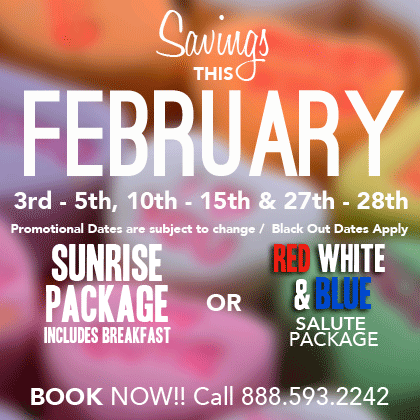 Savings
THIS
FEBRUARY
3rd - 5th, 10th - 15th & 27th - 28th
Promotional Dates are subject to change / Black Out Dates Apply
SUNRISE
PACKAGE
INCLUDES BREAKFAST
OR
RED WHITE
& BLUE
SALUTE
PACKAGE
BOOK NOW!! Call 888.593.2242